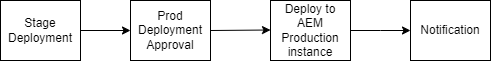 Stage
Deployment
Prod
Deployment
Approval
Deploy to
AEM
Production
instance
Notification